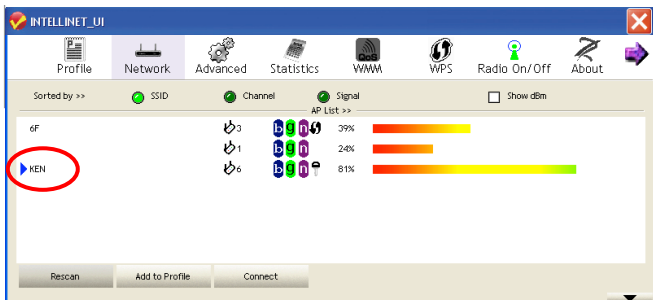 INTELLINET_UI
Profile Network Advanced Statistics QoS WMM WPS Radio On/Off About
Sorted by >> SSID Channel Signal Show dBm
AP List >>
6F 3 b g n 39%
1 b g n 24%
KEN 6 b g n 81%
Rescan Add to Profile Connect